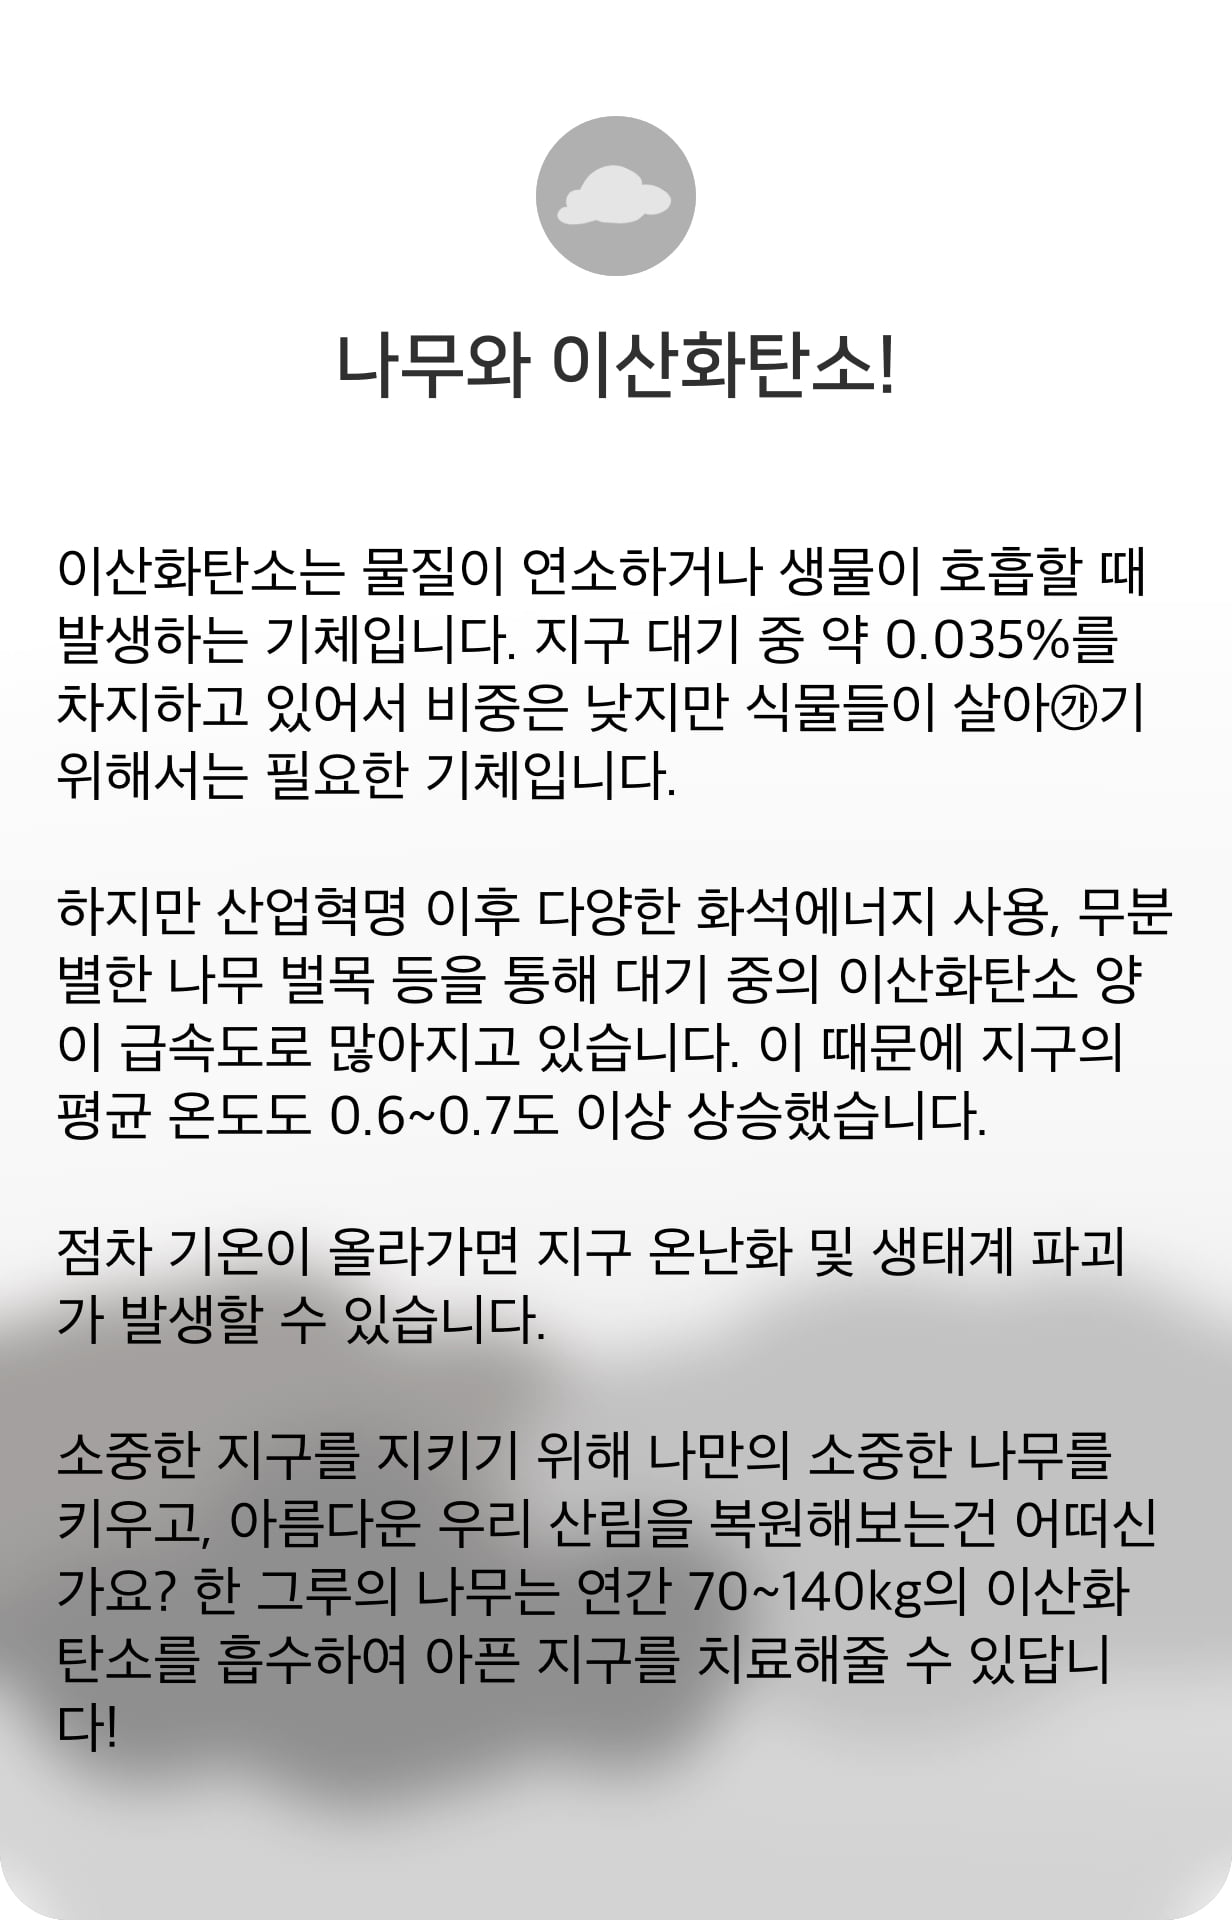 나무와 이산화탄소!
이산화탄소는 물질이 연소하거나 생물이 호흡할 때
발생하는 기체입니다. 지구 대기 중 약 0.035%를
차지하고 있어서 비중은 낮지만 식물들이 살아㉮기
위해서는 필요한 기체입니다.
하지만 산업혁명 이후 다양한 화석에너지 사용, 무분
별한 나무 벌목 등을 통해 대기 중의 이산화탄소 양
이 급속도로 많아지고 있습니다. 이 때문에 지구의
평균 온도도 0.6~0.7도 이상 상승했습니다.
점차 기온이 올라가면 지구 온난화 및 생태계 파괴
가 발생할 수 있습니다.
소중한 지구를 지키기 위해 나만의 소중한 나무를
키우고, 아름다운 우리 산림을 복원해보는건 어떠신
가요? 한 그루의 나무는 연간 70~140kg의 이산화
탄소를 흡수하여 아픈 지구를 치료해줄 수 있답니
다!